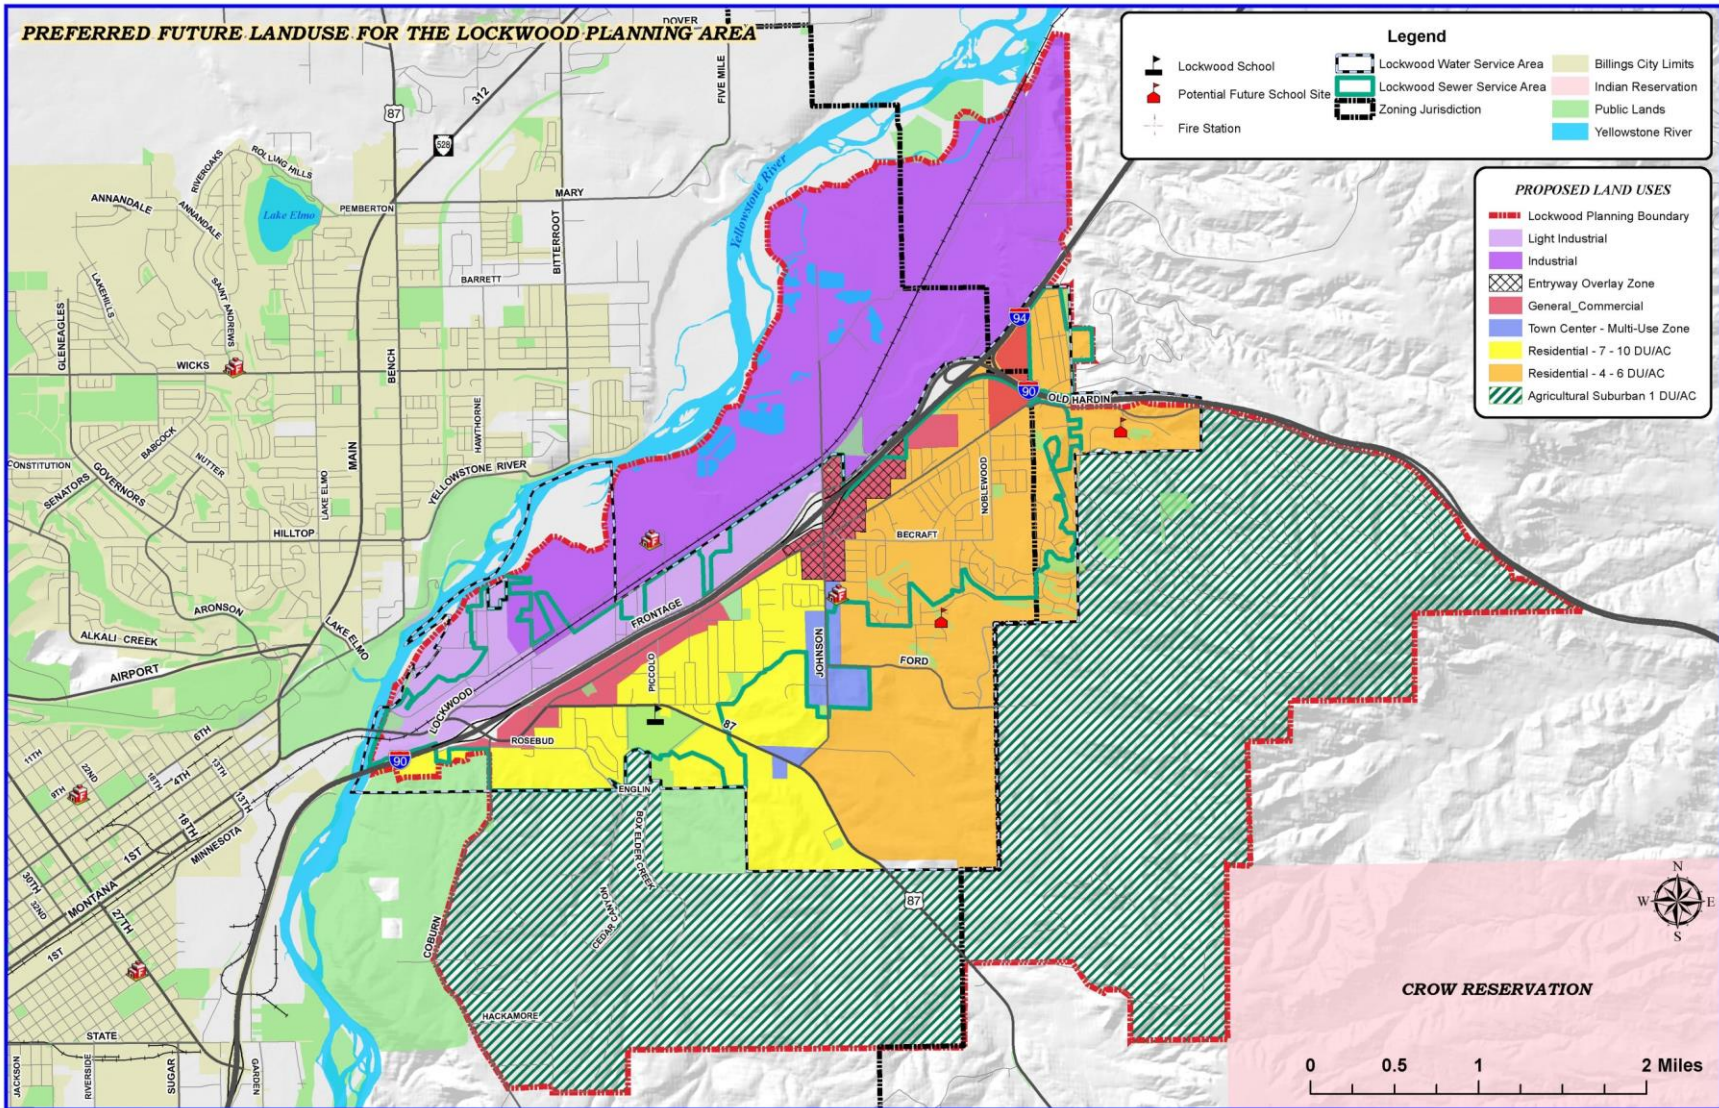 PREFERRED FUTURE LANDUSE FOR THE LOCKWOOD PLANNING AREA
Legend
Lockwood School
Potential Future School Site
Fire Station
Lockwood Water Service Area
Lockwood Sewer Service Area
Zoning Jurisdiction
Billings City Limits
Indian Reservation
Public Lands
Yellowstone River
PROPOSED LAND USES
Lockwood Planning Boundary
Light Industrial
Industrial
Entryway Overlay Zone
General_Commercial
Town Center - Multi-Use Zone
Residential - 7 - 10 DU/AC
Residential - 4 - 6 DU/AC
Agricultural Suburban 1 DU/AC
DOVER
FIVE MILE
312
87
528
ROLLING HILLS
RIVEROAKS
ANNANDALE
ANNANDALE
Lake Elmo
PEMBERTON
MARY
BITTERROOT
Yellowstone River
BARRETT
LAKEHILLS
SAINT ANDREWS
GLENEAGLES
WICKS
BENCH
94
90
OLD HARDIN
HAWTHORNE
BABCOCK
NUTTER
MAIN
CONSTITUTION
SENATORS
GOVERNORS
LAKE ELMO
YELLOWSTONE RIVER
NOBLEWOOD
HILLTOP
BECRAFT
ARONSON
ALKALI CREEK
LAKE ELMO
FRONTAGE
AIRPORT
PICCOLO
JOHNSON
FORD
LOCKWOOD
87
ROSEBUD
6TH
11TH
22ND
18TH
4TH
13TH
9TH
13TH
18TH
90
ENGLIN
1ST
MINNESOTA
BOX ELDER CREEK
30TH
32ND
MONTANA
27TH
CEDAR CANYON
87
COBURN
1ST
N
W
E
S
CROW RESERVATION
HACKAMORE
STATE
JACKSON
RIVERSIDE
SUGAR
GARDEN
0 0.5 1 2 Miles